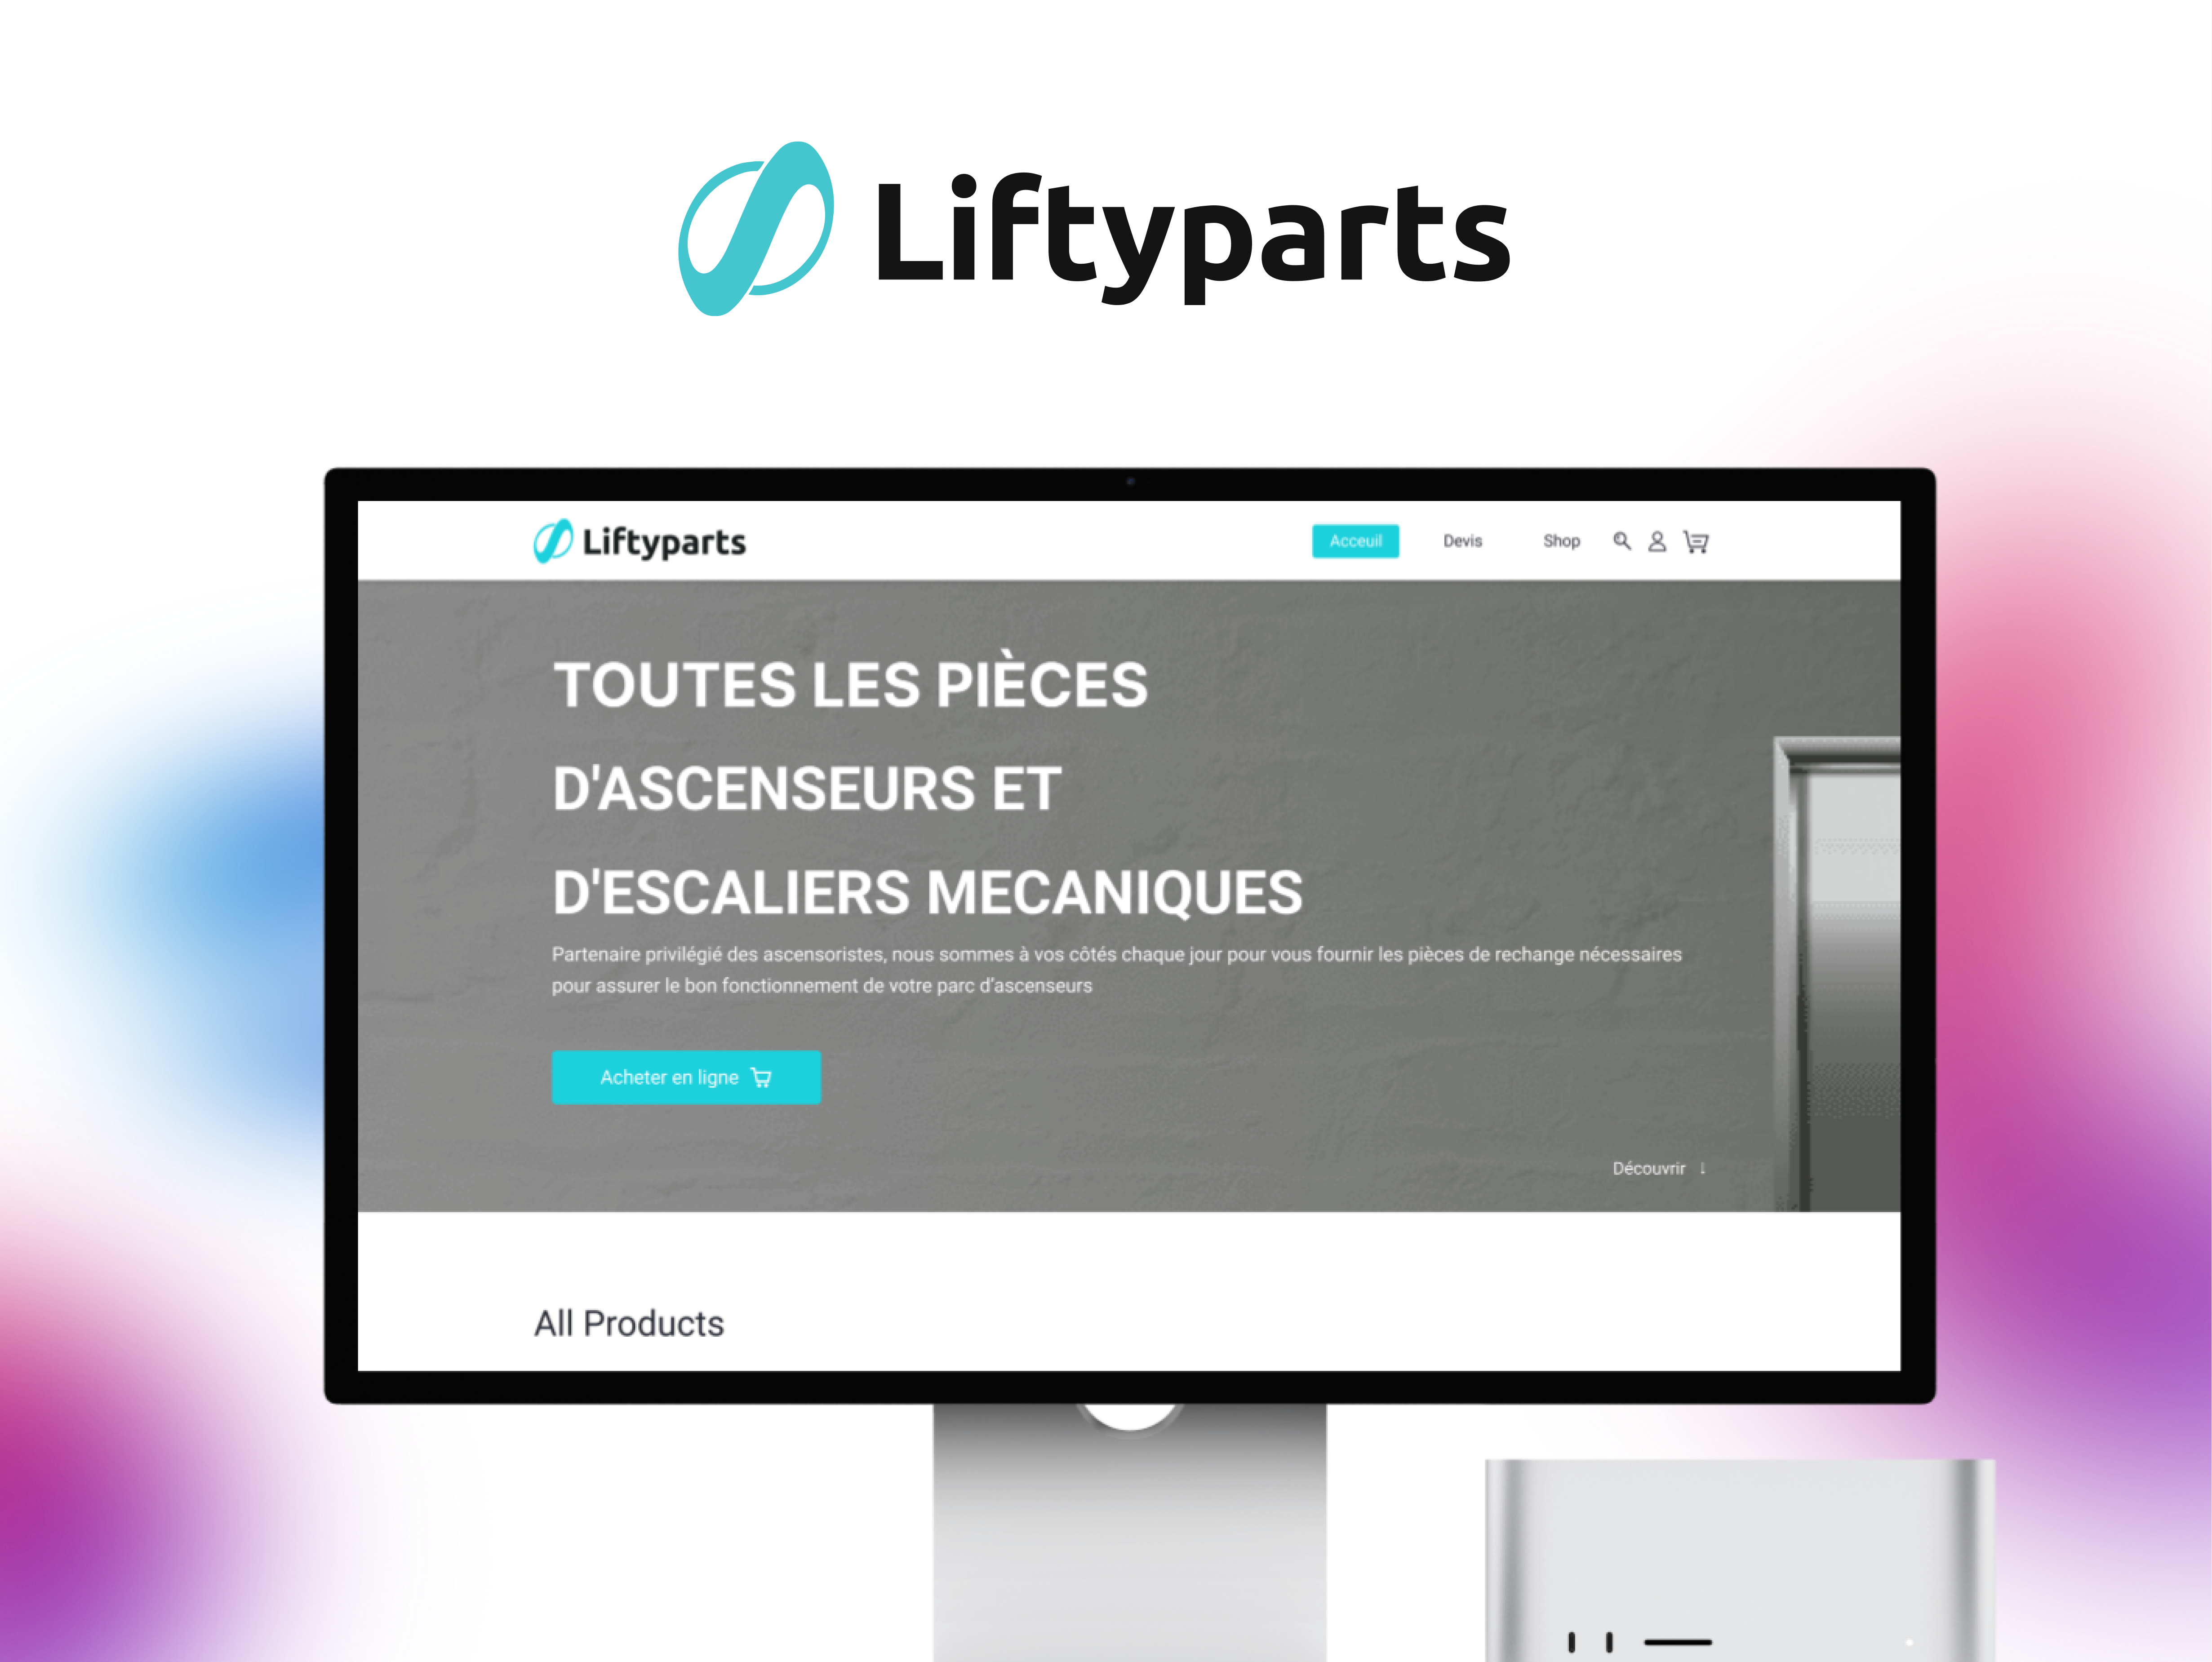 Liftyparts
Liftyparts
Acceuil
Devis
Shop
TOUTES LES PIÈCES
D'ASCENSEURS ET
D'ESCALIERS MECANIQUES
Partenaire privilégié des ascensoristes, nous sommes à vos côtés chaque jour pour vous fournir les pièces de rechange nécessaires
pour assurer le bon fonctionnement de votre parc d’ascenseurs
Acheter en ligne
Découvrir ↓
All Products